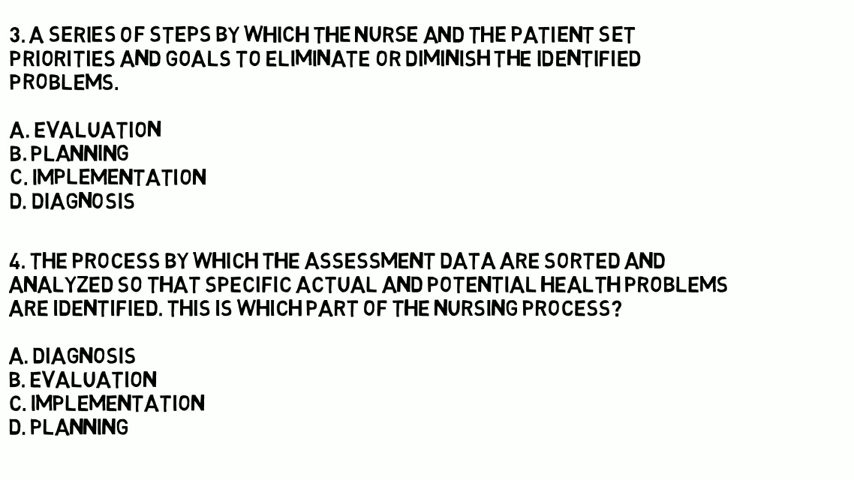 3. A SERIES OF STEPS BY WHICH THE NURSE AND THE PATIENT SET
PRIORITIES AND GOALS TO ELIMINATE OR DIMINISH THE IDENTIFIED
PROBLEMS.
A. EVALUATION
B. PLANNING
C. IMPLEMENTATION
D. DIAGNOSIS
4. THE PROCESS BY WHICH THE ASSESSMENT DATA ARE SORTED AND
ANALYZED SO THAT SPECIFIC ACTUAL AND POTENTIAL HEALTH PROBLEMS
ARE IDENTIFIED. THIS IS WHICH PART OF THE NURSING PROCESS?
A. DIAGNOSIS
B. EVALUATION
C. IMPLEMENTATION
D. PLANNING